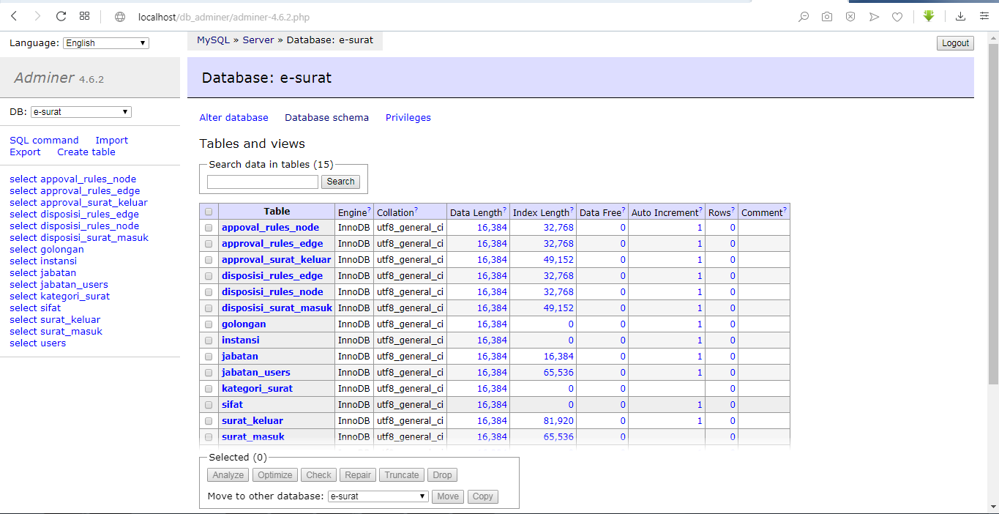 localhost/db_adminer/adminer-4.6.2.php
Language: English
MySQL » Server » Database: e-surat
Logout
Adminer 4.6.2
Database: e-surat
DB: e-surat
SQL command Import
Export Create table
select appoval_rules_node
select approval_rules_edge
select approval_surat_keluar
select disposisi_rules_edge
select disposisi_rules_node
select disposisi_surat_masuk
select golongan
select instansi
select jabatan
select jabatan_users
select kategori_surat
select sifat
select surat_keluar
select surat_masuk
select users
Alter database Database schema Privileges
Tables and views
Search data in tables (15)
Search
Table Engine? Collation? Data Length? Index Length? Data Free? Auto Increment? Rows? Comment?
appoval_rules_node InnoDB utf8_general_ci 16,384 32,768 0 1 0
approval_rules_edge InnoDB utf8_general_ci 16,384 32,768 0 1 0
approval_surat_keluar InnoDB utf8_general_ci 16,384 49,152 0 1 0
disposisi_rules_edge InnoDB utf8_general_ci 16,384 32,768 0 1 0
disposisi_rules_node InnoDB utf8_general_ci 16,384 32,768 0 1 0
disposisi_surat_masuk InnoDB utf8_general_ci 16,384 49,152 0 1 0
golongan InnoDB utf8_general_ci 16,384 0 0 1 0
instansi InnoDB utf8_general_ci 16,384 0 0 1 0
jabatan InnoDB utf8_general_ci 16,384 16,384 0 1 0
jabatan_users InnoDB utf8_general_ci 16,384 65,536 0 1 0
kategori_surat InnoDB utf8_general_ci 16,384 0 0 0
sifat InnoDB utf8_general_ci 16,384 0 0 1 0
surat_keluar InnoDB utf8_general_ci 16,384 81,920 0 1 0
surat_masuk InnoDB utf8_general_ci 16,384 65,536 0 0
Selected (0)
Analyze Optimize Check Repair Truncate Drop
Move to other database: e-surat Move Copy